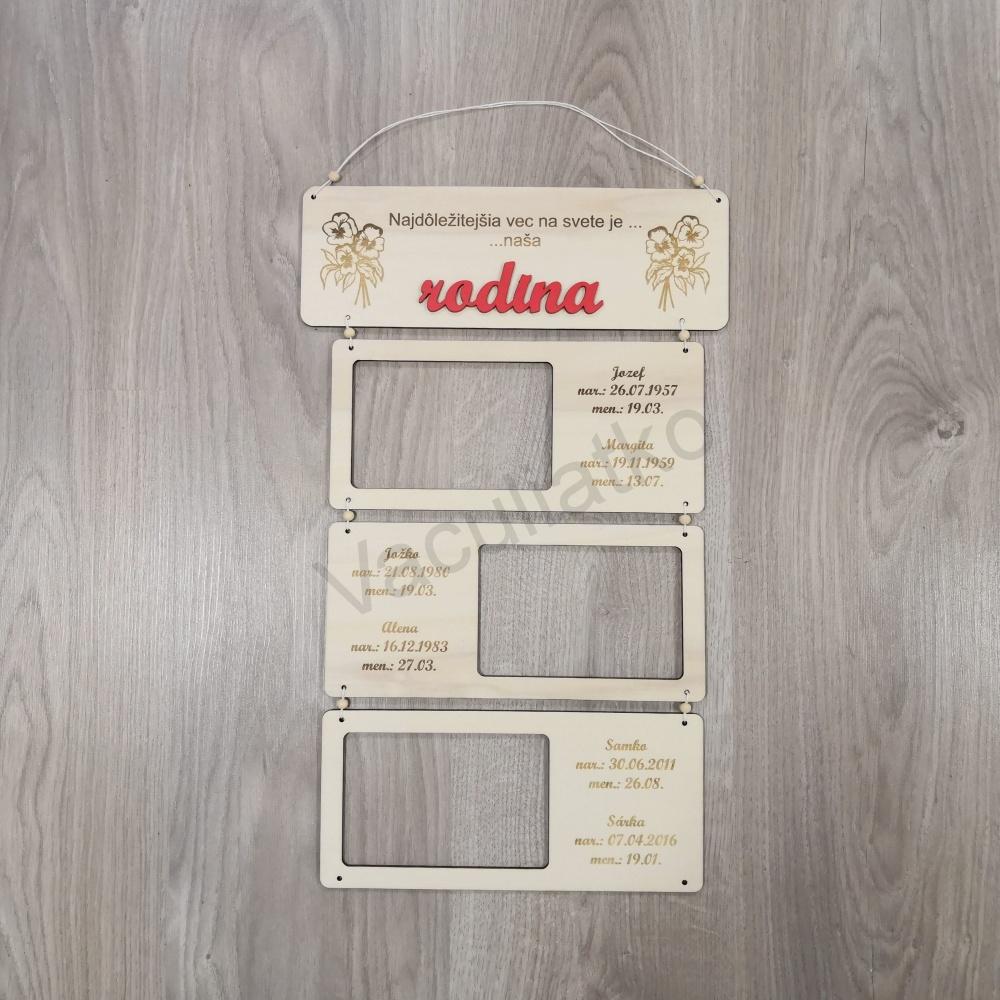 Najdôležitejšia vec na svete je ...
...naša
rodina
Jozef
nar.: 26.07.1957
men.: 19.03.
Margita
nar.: 19.11.1959
men.: 13.07.
Jožko
nar.: 21.08.1980
men.: 19.03.
Alena
nar.: 16.12.1983
men.: 27.03.
Samko
nar.: 30.06.2011
men.: 26.08.
Sárka
nar.: 07.04.2016
men.: 19.01.
Vaculiatko